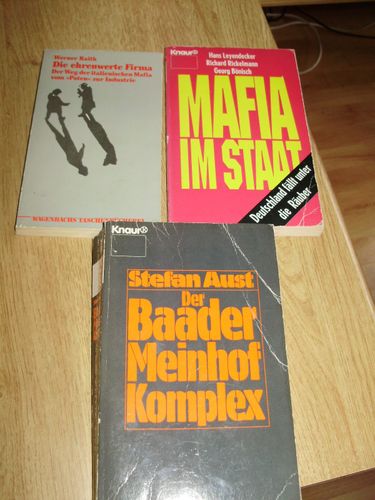 Werner Raith
Die ehrenwerte Firma
Der Weg der italienischen Mafia
vom »Paten« zur Industrie
WAGENBACHS TASCHENBÜCHEREI
Knaur®
Hans Leyendecker
Richard Rickelmann
Georg Bönisch
MAFIA
IM STAAT
Deutschland fällt unter
die Räuber
Knaur®
Stefan Aust
Der
Baader
Meinhof
Komplex